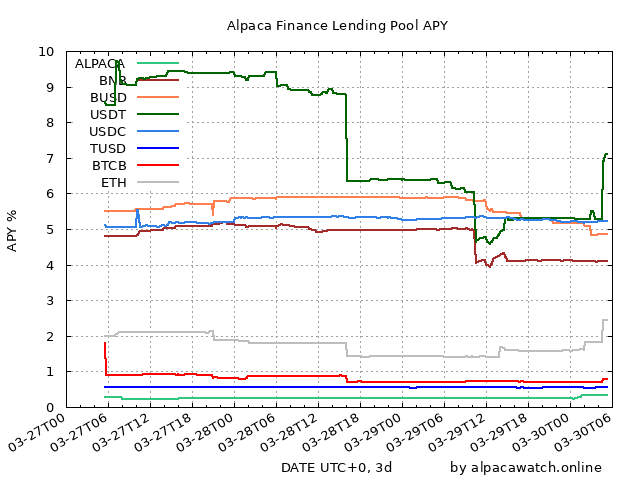 Alpaca Finance Lending Pool APY
10
9
8
7
6
5
4
3
2
1
0
APY %
ALPACA
BNB
BUSD
USDT
USDC
TUSD
BTCB
ETH
03-27T00
03-27T06
03-27T12
03-27T18
03-28T00
03-28T06
03-28T12
03-28T18
03-29T00
03-29T06
03-29T12
03-29T18
03-30T00
03-30T06
DATE UTC+0, 3d
by alpacawatch.online